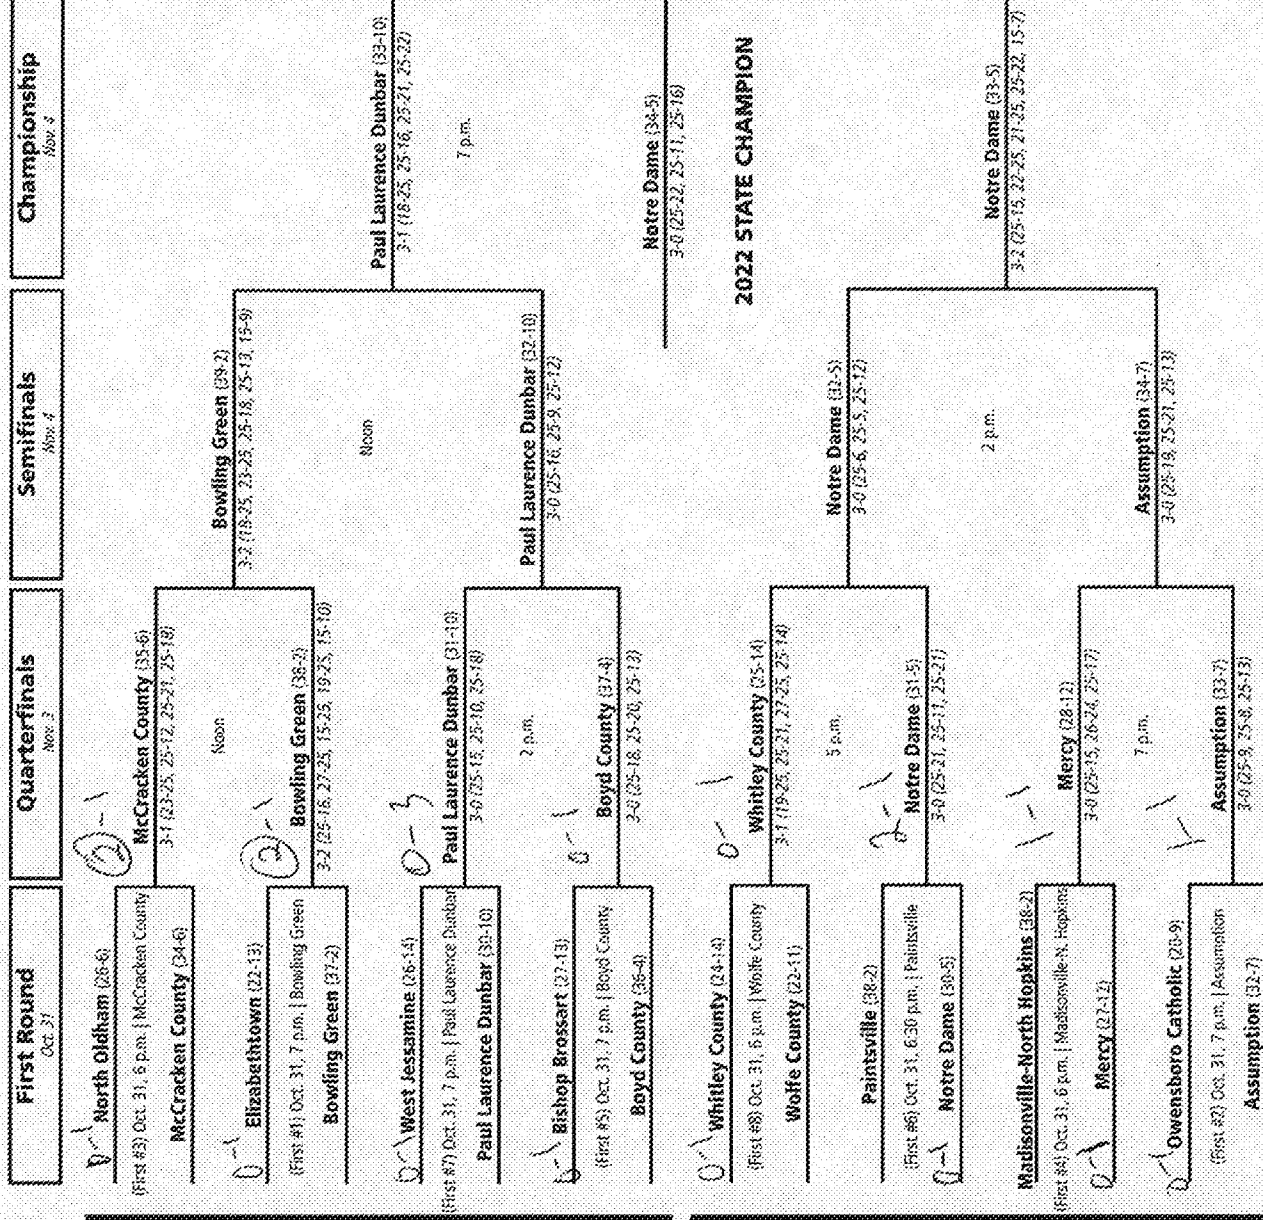 First Round
Oct. 31
Quarterfinals
Nov. 3
Semifinals
Nov. 4
Championship
Nov. 4
0-1
North Oldham (26-6)
(First #3) Oct. 31, 6 p.m. | McCracken County
McCracken County (34-6)
2-1
McCracken County (35-6)
3-1 (23-25, 25-12, 25-21, 25-18)
Noon
0-1
Elizabethtown (22-13)
(First #1) Oct. 31, 7 p.m. | Bowling Green
Bowling Green (37-2)
2-1
Bowling Green (38-2)
3-2 (25-16, 27-25, 15-25, 19-25, 15-10)
Bowling Green (39-2)
3-2 (18-25, 23-25, 25-18, 25-13, 15-9)
Noon
0-1
West Jessamine (26-14)
(First #7) Oct. 31, 7 p.m. | Paul Laurence Dunbar
Paul Laurence Dunbar (30-10)
0-3
Paul Laurence Dunbar (31-10)
3-0 (25-15, 25-10, 25-18)
2 p.m.
0-1
Bishop Brossart (27-13)
(First #5) Oct. 31, 7 p.m. | Boyd County
Boyd County (36-4)
0-1
Boyd County (37-4)
3-0 (25-18, 25-20, 25-13)
Paul Laurence Dunbar (32-10)
3-0 (25-16, 25-9, 25-12)
Paul Laurence Dunbar (33-10)
3-1 (18-25, 25-16, 25-21, 25-22)
7 p.m.
Notre Dame (34-5)
3-0 (25-22, 25-11, 25-16)
2022 STATE CHAMPION
0-1
Whitley County (24-14)
(First #8) Oct. 31, 6 p.m. | Wolfe County
Wolfe County (22-11)
0-1
Whitley County (25-14)
3-1 (19-25, 25-21, 27-25, 25-14)
5 p.m.
Paintsville (38-2)
(First #6) Oct. 31, 6:30 p.m. | Paintsville
Notre Dame (30-5)
0-1
2-1
Notre Dame (31-5)
3-0 (25-21, 25-11, 25-21)
Notre Dame (32-5)
3-0 (25-6, 25-5, 25-12)
2 p.m.
Madisonville-North Hopkins (38-2)
(First #4) Oct. 31, 6 p.m. | Madisonville-N. Hopkins
Mercy (27-12)
0-1
1-1
Mercy (28-12)
3-0 (25-15, 26-24, 25-17)
7 p.m.
0-1
Owensboro Catholic (20-9)
(First #2) Oct. 31, 7 p.m. | Assumption
Assumption (32-7)
1-1
Assumption (33-7)
3-0 (25-9, 25-8, 25-13)
Assumption (34-7)
3-0 (25-19, 25-21, 25-13)
Notre Dame (33-5)
3-2 (25-15, 22-25, 21-25, 25-22, 15-7)